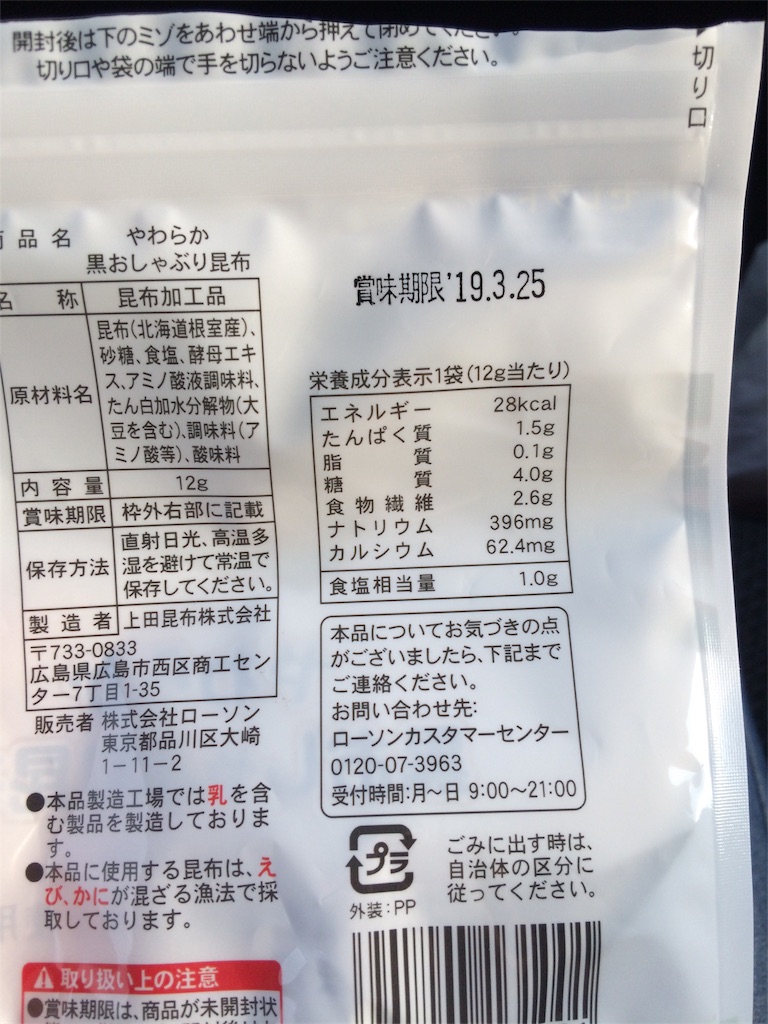 開封後は下のミゾをあわせ端から押えて閉めてください。
切り口や袋の端で手を切らないようご注意ください。
切り口
商品名 やわらか
黒おしゃぶり昆布
名称 昆布加工品
原材料名 昆布(北海道根室産)、
砂糖、食塩、酵母エキ
ス、アミノ酸液調味料、
たん白加水分解物(大
豆を含む)、調味料(ア
ミノ酸等)、酸味料
内容量 12g
賞味期限 枠外右部に記載
保存方法 直射日光、高温多
湿を避けて常温で
保存してください。
製造者 上田昆布株式会社
〒733-0833
広島県広島市西区商工セン
ター7丁目1-35
販売者 株式会社ローソン
東京都品川区大崎
1-11-2
●本品製造工場では乳を含
む製品を製造しておりま
す。
●本品に使用する昆布は、え
び、かにが混ざる漁法で採
取しております。
取り扱い上の注意
●賞味期限は、商品が未開封状
賞味期限'19.3.25
栄養成分表示1袋(12g当たり)
エネルギー 28kcal
たんぱく質 1.5g
脂質 0.1g
糖質 4.0g
食物繊維 2.6g
ナトリウム 396mg
カルシウム 62.4mg
食塩相当量 1.0g
本品についてお気づきの点
がございましたら、下記まで
ご連絡ください。
お問い合わせ先:
ローソンカスタマーセンター
0120-07-3963
受付時間:月~日 9:00~21:00
プラ
外装:PP
ごみに出す時は、
自治体の区分に
従ってください。